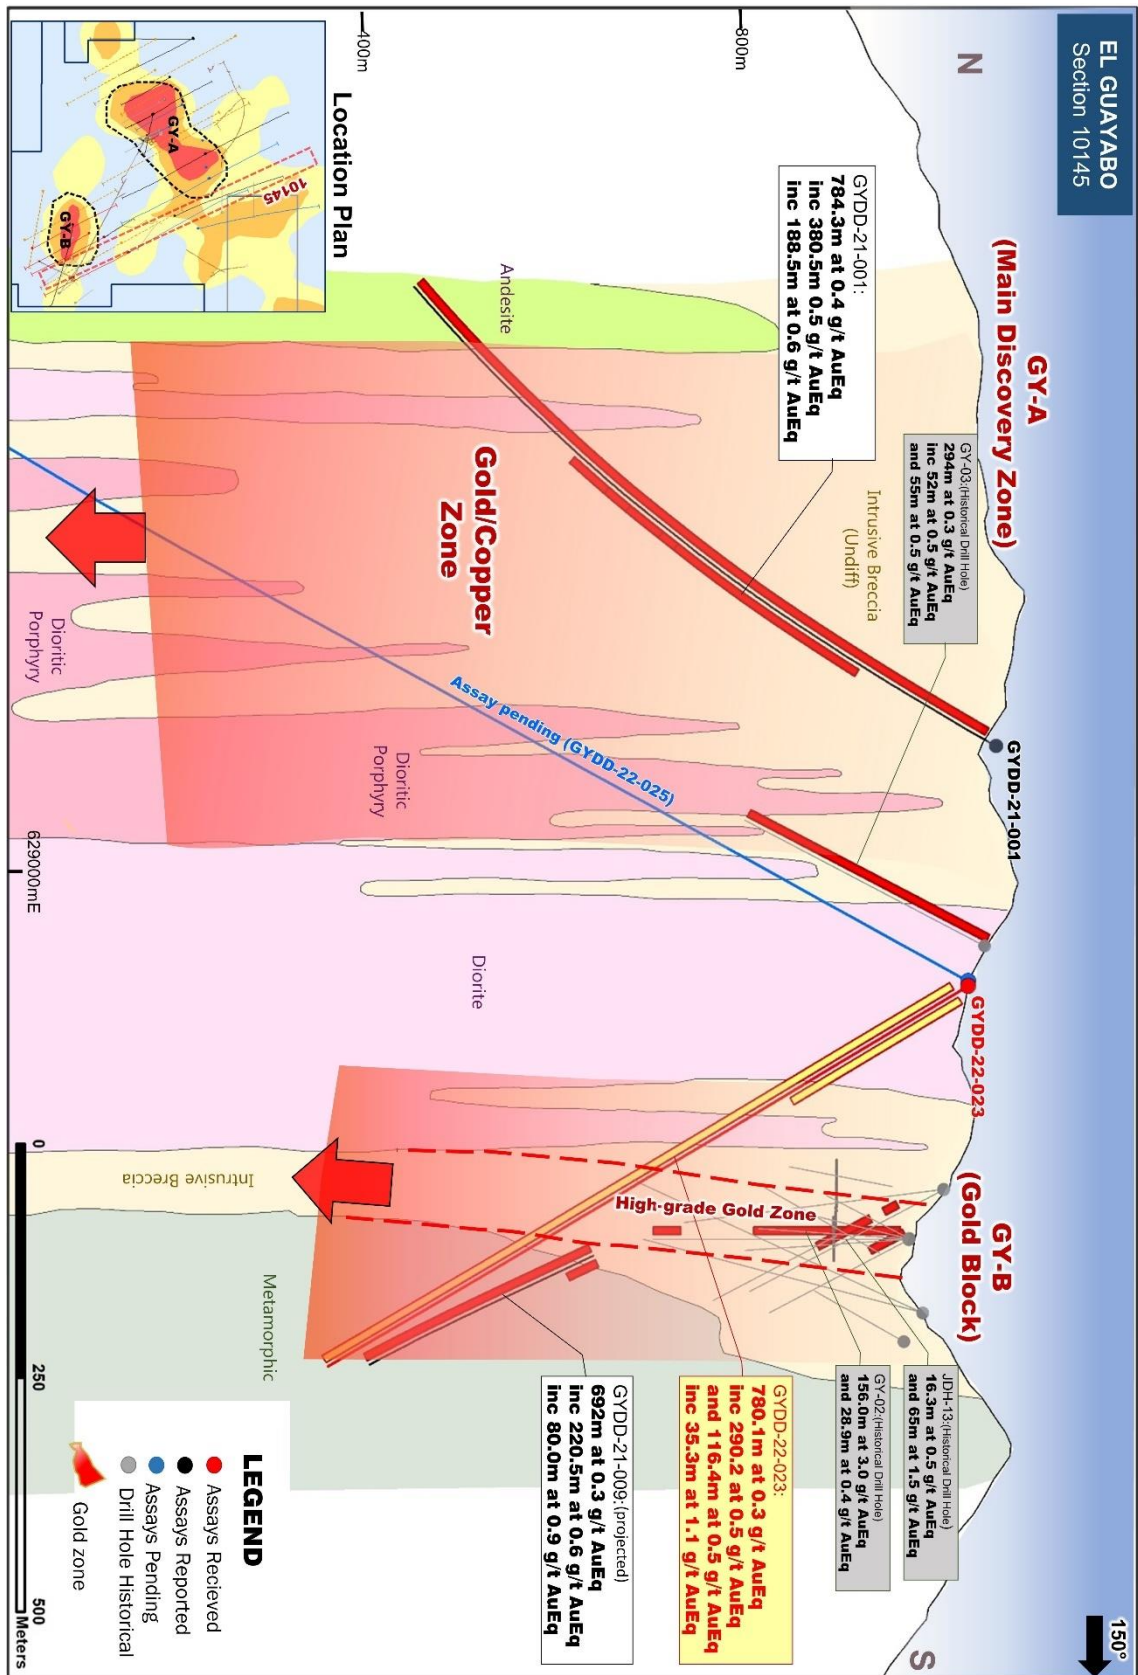 EL GUAYABO
Section 10145
N
150°
S
GY-A
(Main Discovery Zone)
GY-B
(Gold Block)
800m
400m
GYDD-21-001:
784.3m at 0.4 g/t AuEq
inc 380.5m 0.5 g/t AuEq
inc 188.5m at 0.6 g/t AuEq
GY-03:(Historical Drill Hole)
294m at 0.3 g/t AuEq
inc 52m at 0.5 g/t AuEq
and 55m at 0.5 g/t AuEq
GYDD-21-001
GYDD-22-023
JDH-13:(Historical Drill Hole)
16.3m at 0.5 g/t AuEq
and 65m at 1.5 g/t AuEq
GY-02:(Historical Drill Hole)
156.0m at 3.0 g/t AuEq
and 28.9m at 0.4 g/t AuEq
GYDD-22-023:
780.1m at 0.3 g/t AuEq
inc 290.2 at 0.5 g/t AuEq
and 116.4m at 0.5 g/t AuEq
inc 35.3m at 1.1 g/t AuEq
GYDD-21-009:(projected)
692m at 0.3 g/t AuEq
inc 220.5m at 0.6 g/t AuEq
inc 80.0m at 0.9 g/t AuEq
Intrusive Breccia
(Undiff)
Andesite
Gold/Copper
Zone
High-grade Gold Zone
Assay pending (GYDD-22-025)
Diorite
Dioritic
Porphyry
Dioritic
Porphyry
Intrusive Breccia
Metamorphic
Location Plan
GY-A
GY-B
10145
629000mE
0
250
500
Meters
LEGEND
Assays Recieved
Assays Reported
Assays Pending
Drill Hole Historical
Gold zone